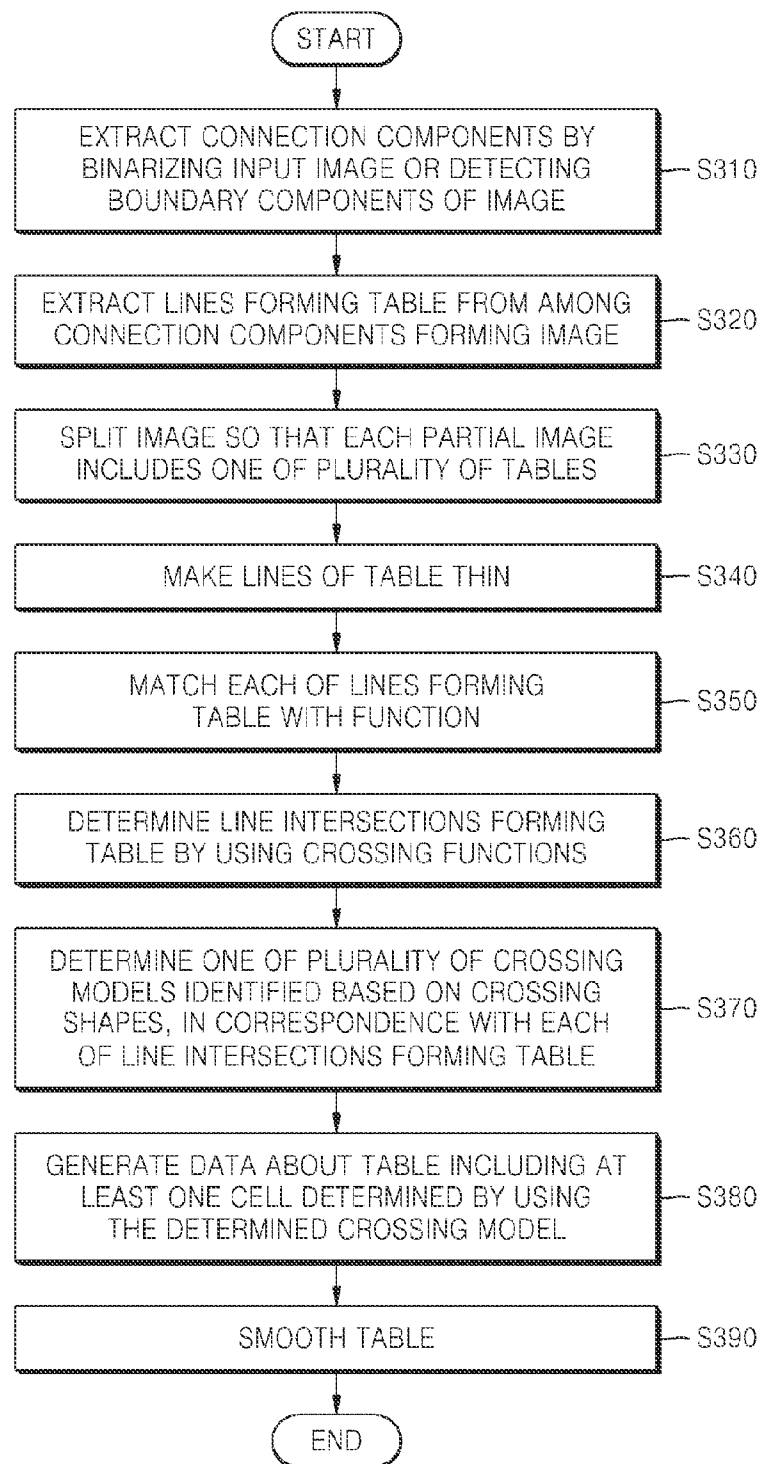 START
EXTRACT CONNECTION COMPONENTS BY
BINARIZING INPUT IMAGE OR DETECTING
BOUNDARY COMPONENTS OF IMAGE
S310
EXTRACT LINES FORMING TABLE FROM AMONG
CONNECTION COMPONENTS FORMING IMAGE
S320
SPLIT IMAGE SO THAT EACH PARTIAL IMAGE
INCLUDES ONE OF PLURALITY OF TABLES
S330
MAKE LINES OF TABLE THIN
S340
MATCH EACH OF LINES FORMING
TABLE WITH FUNCTION
S350
DETERMINE LINE INTERSECTIONS FORMING
TABLE BY USING CROSSING FUNCTIONS
S360
DETERMINE ONE OF PLURALITY OF CROSSING
MODELS IDENTIFIED BASED ON CROSSING
SHAPES, IN CORRESPONDENCE WITH EACH
OF LINE INTERSECTIONS FORMING TABLE
S370
GENERATE DATA ABOUT TABLE INCLUDING AT
LEAST ONE CELL DETERMINED BY USING
THE DETERMINED CROSSING MODEL
S380
SMOOTH TABLE
S390
END